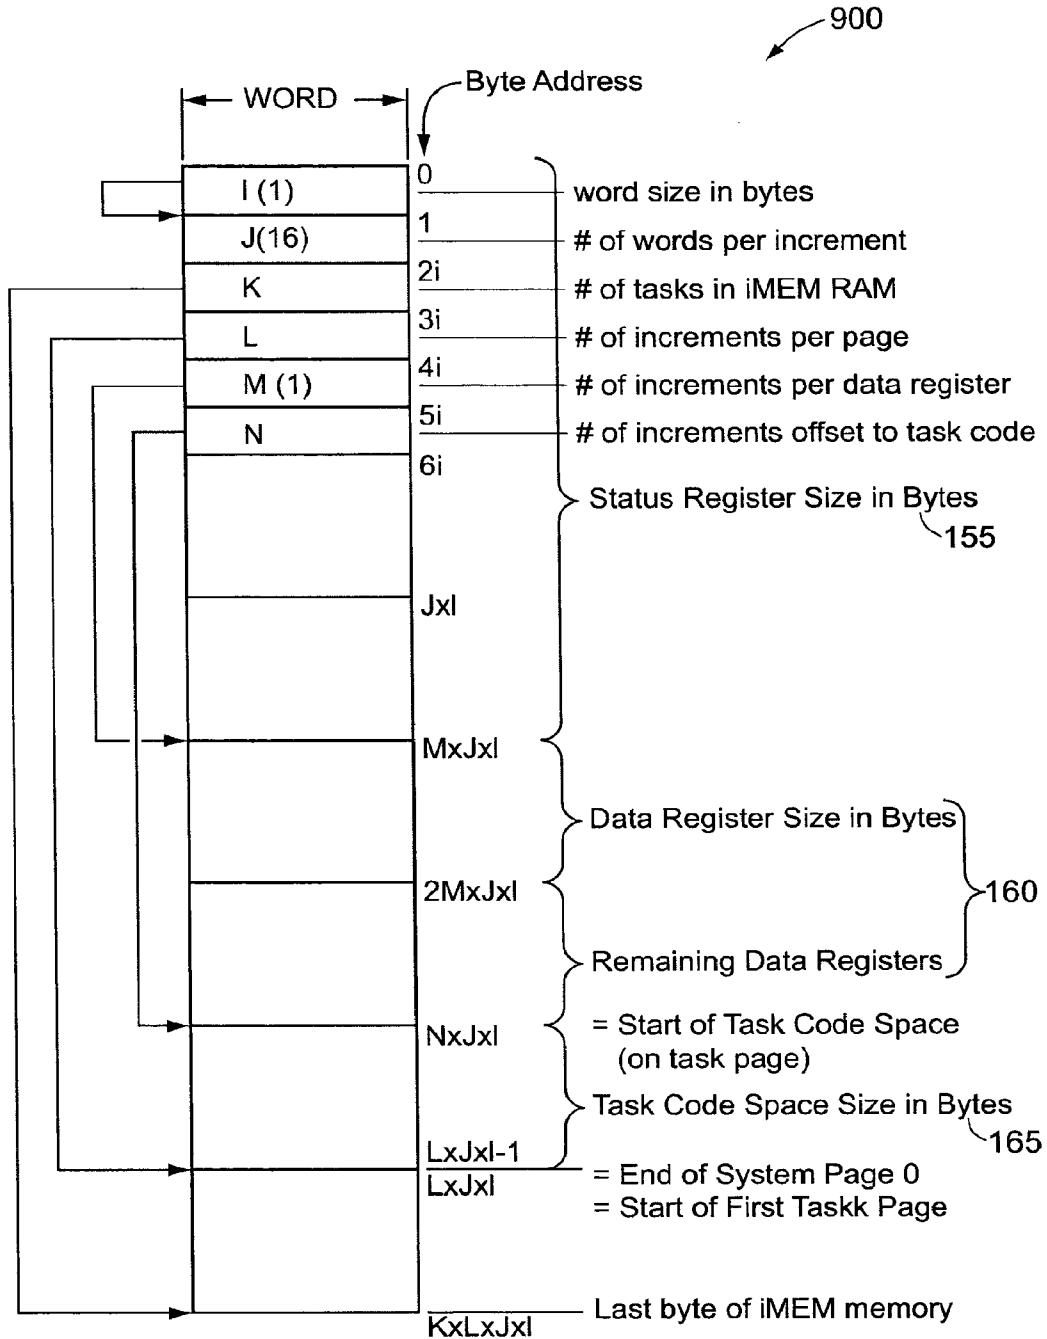 900
Byte Address
WORD
0
I (1)
word size in bytes
1
J(16)
# of words per increment
2i
K
# of tasks in iMEM RAM
3i
L
# of increments per page
4i
M (1)
# of increments per data register
5i
N
# of increments offset to task code
6i
Status Register Size in Bytes
155
JxI
MxJxI
Data Register Size in Bytes
2MxJxI
160
Remaining Data Registers
NxJxI
= Start of Task Code Space
(on task page)
Task Code Space Size in Bytes
165
LxJxI-1
LxJxI
= End of System Page 0
= Start of First Taskk Page
Last byte of iMEM memory
KxLxJxI